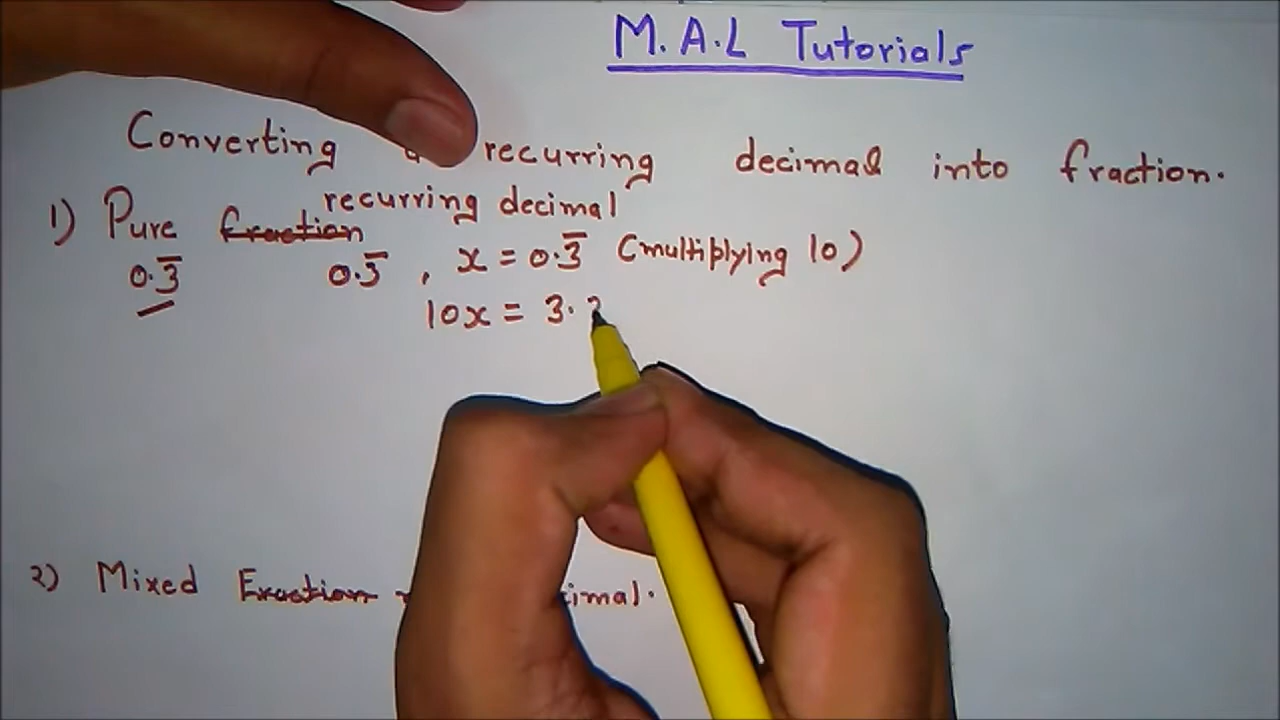 M.A.L Tutorials
Converting a recurring decimal into fraction.
recurring decimal
1) Pure fraction
0.3̅ 0.3̅ , x = 0.3̅ (multiplying 10)
10x = 3.
2) Mixed Fraction imal.